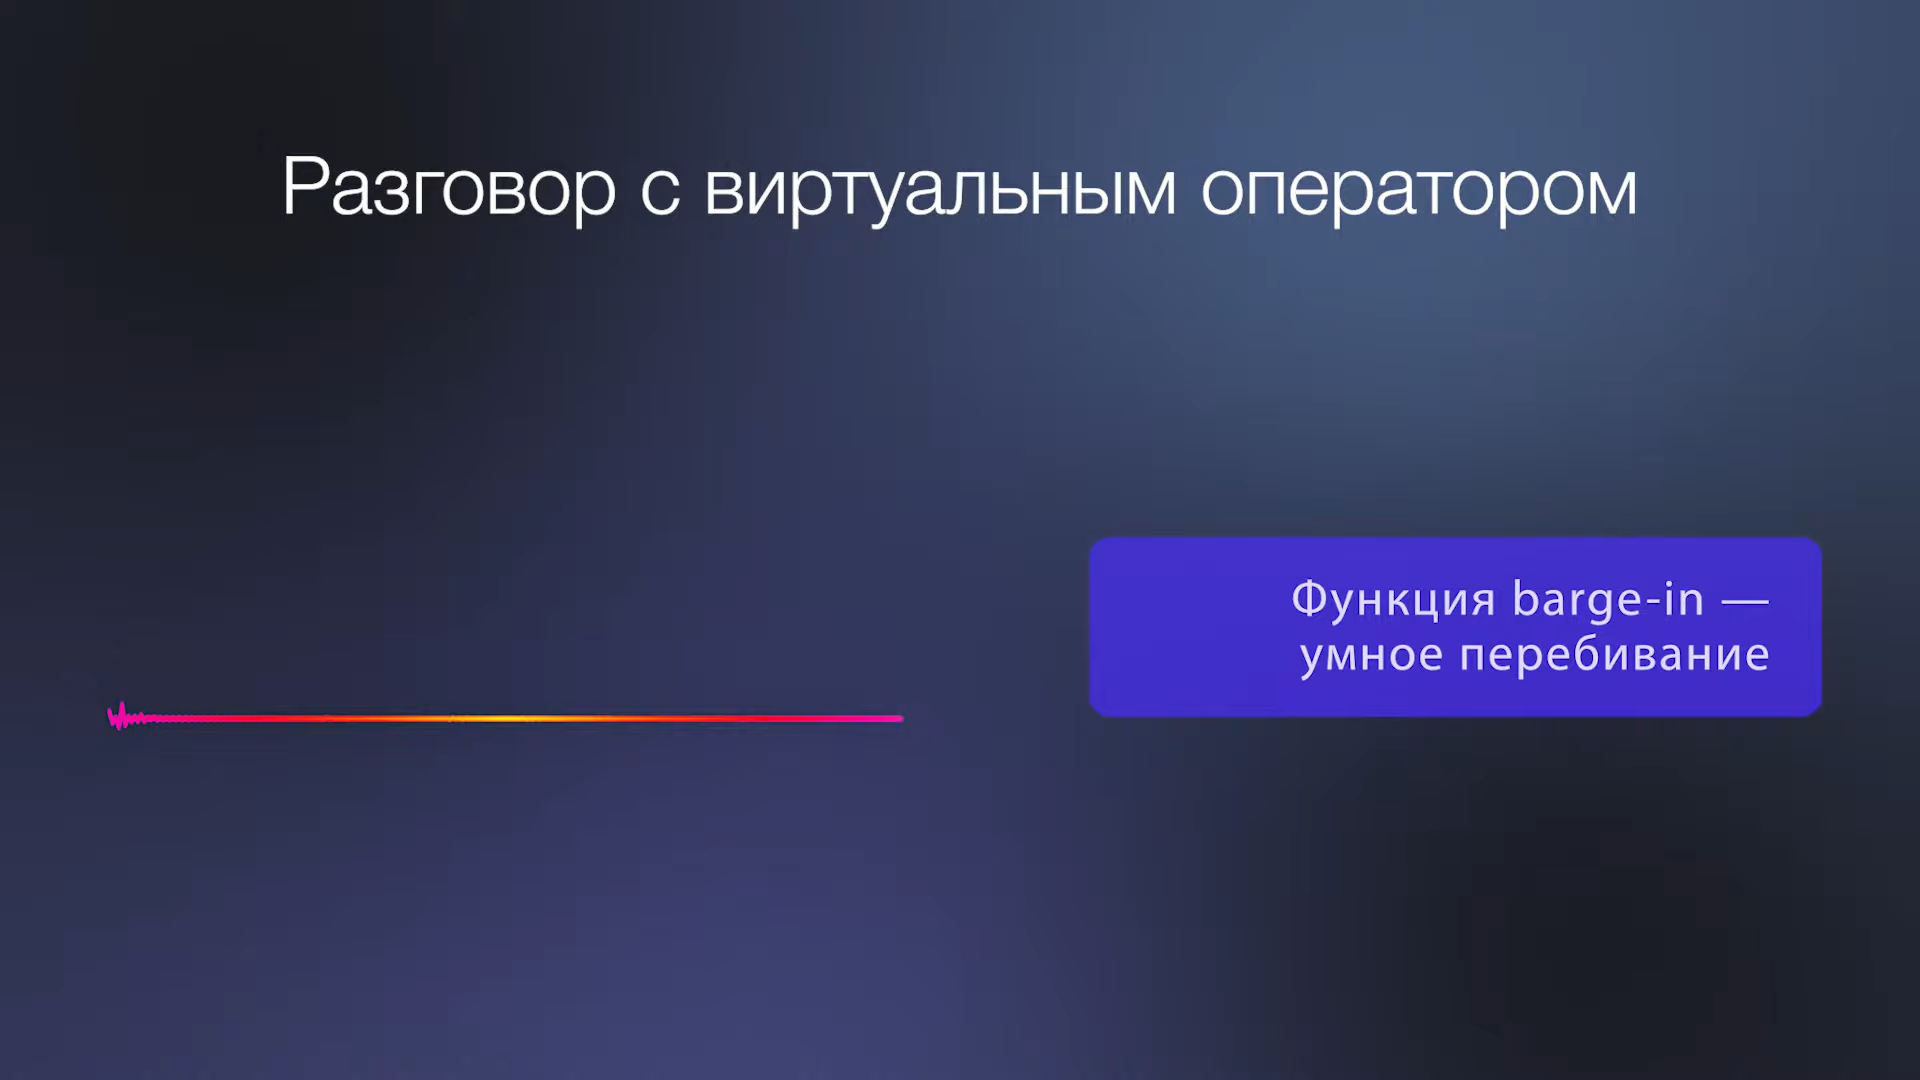 Разговор с виртуальным оператором
Функция barge-in —
умное перебивание